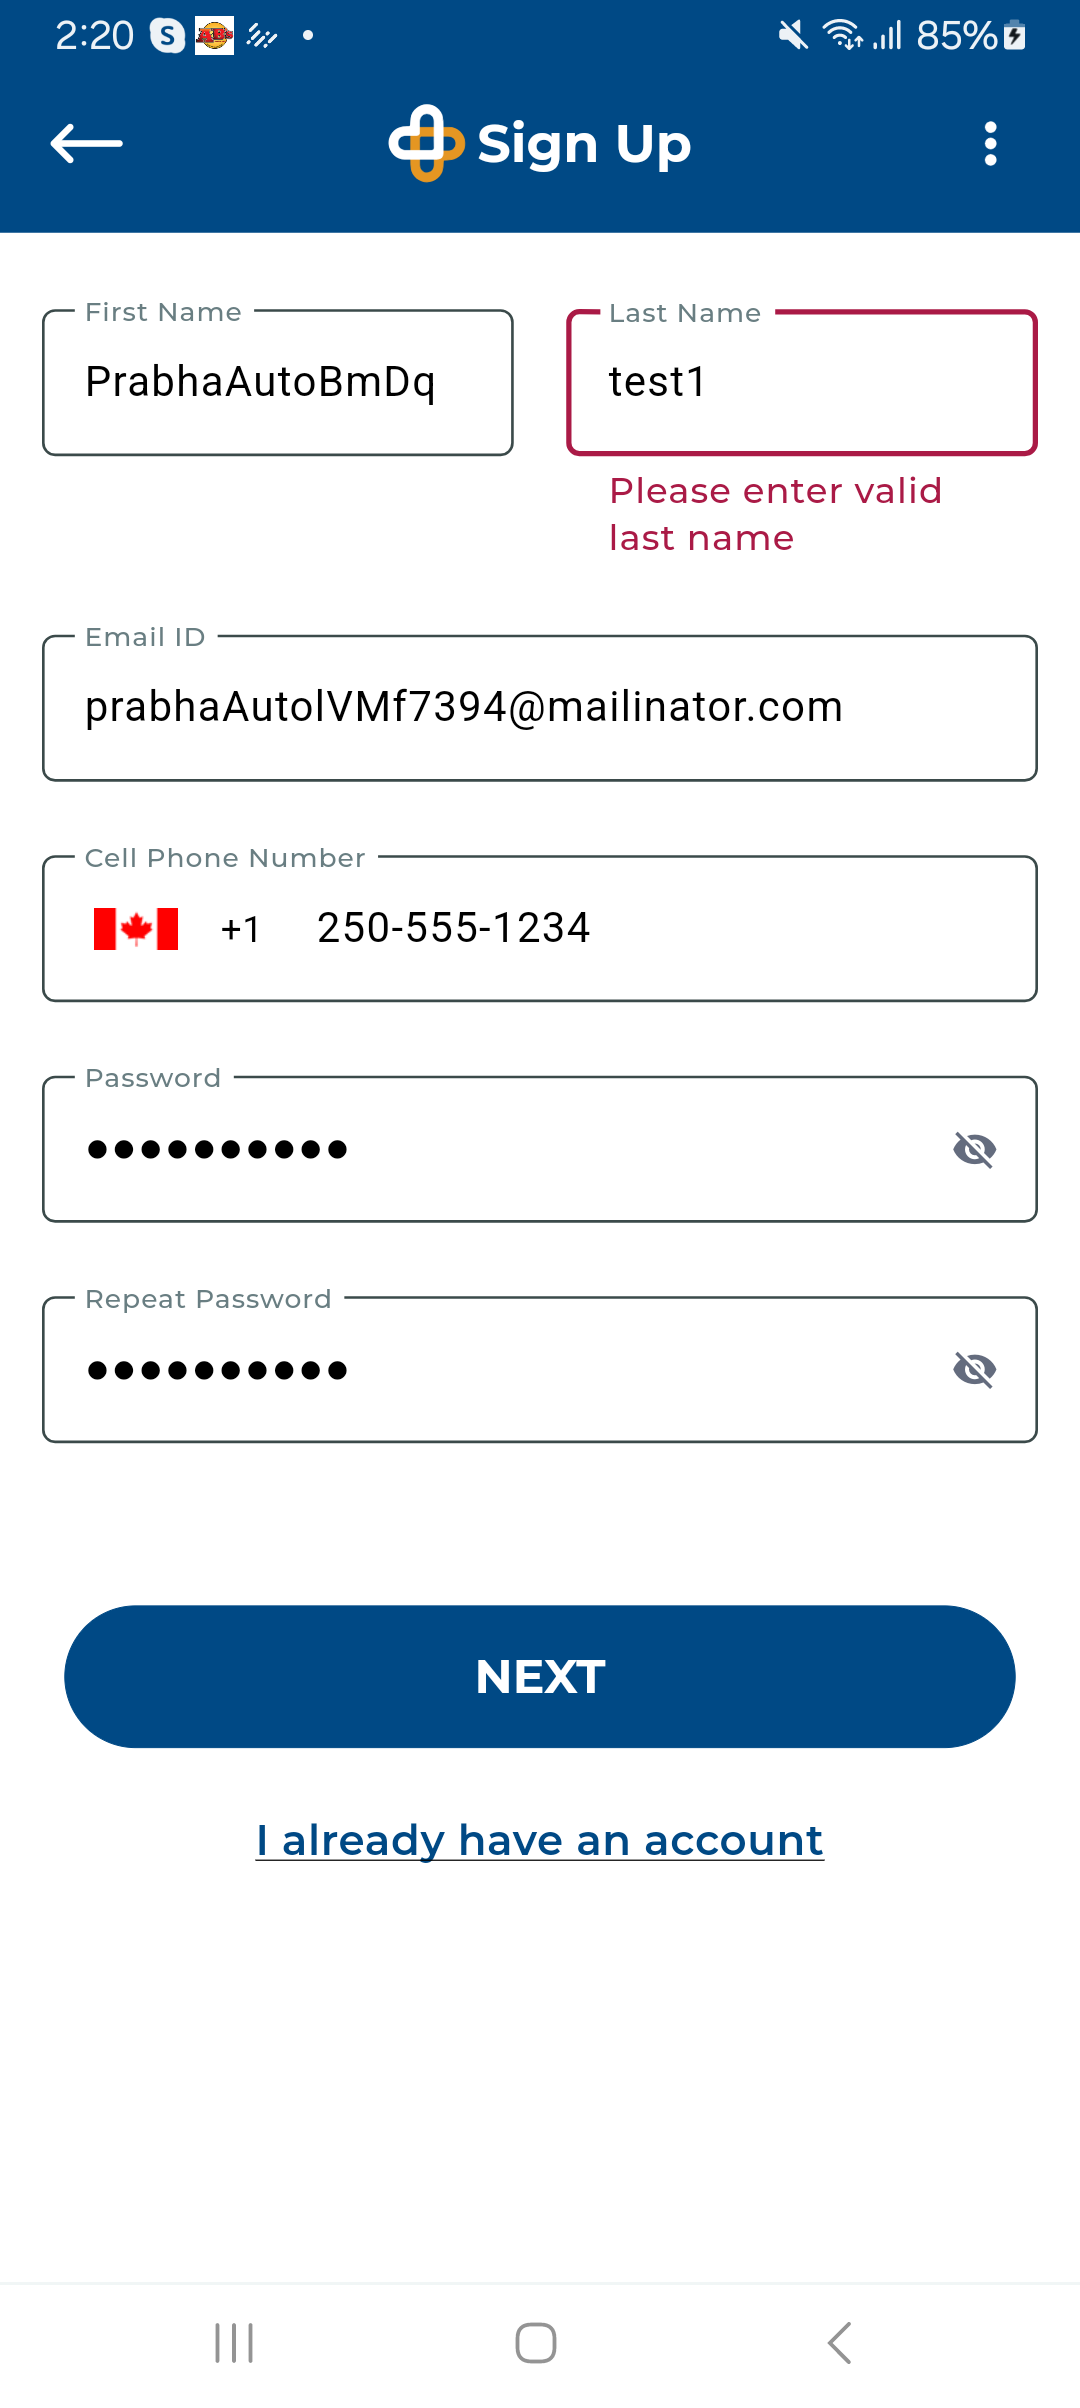 2:20
85%
Sign Up
First Name
PrabhaAutoBmDq
Last Name
test1
Please enter valid
last name
Email ID
prabhaAutolVMf7394@mailinator.com
Cell Phone Number
+1 250-555-1234
Password
••••••••••
Repeat Password
••••••••••
NEXT
I already have an account